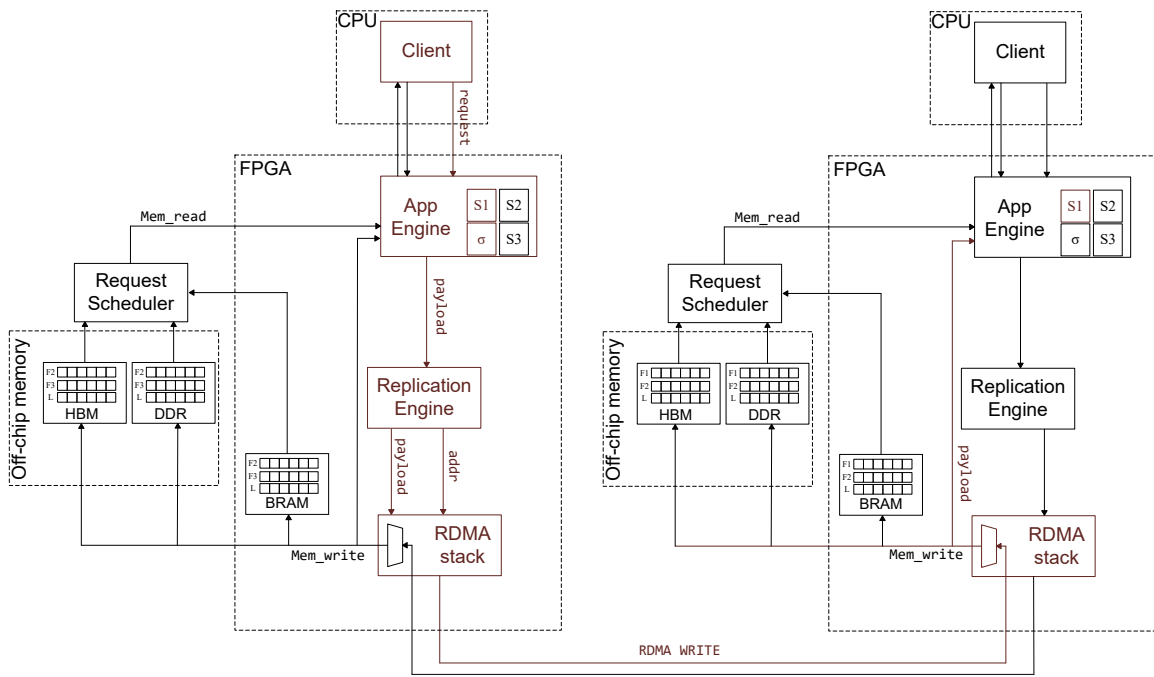 CPU
Client
request
FPGA
App
Engine
S1
S2
σ
S3
Mem_read
Request
Scheduler
payload
Off-chip memory
F2
F3
L
HBM
F2
F3
L
DDR
Replication
Engine
payload
addr
F2
F3
L
BRAM
Mem_write
RDMA
stack
CPU
Client
FPGA
App
Engine
S1
S2
σ
S3
Mem_read
Request
Scheduler
Off-chip memory
F1
F2
L
HBM
F1
F2
L
DDR
Replication
Engine
payload
F1
F2
L
BRAM
Mem_write
RDMA
stack
RDMA WRITE